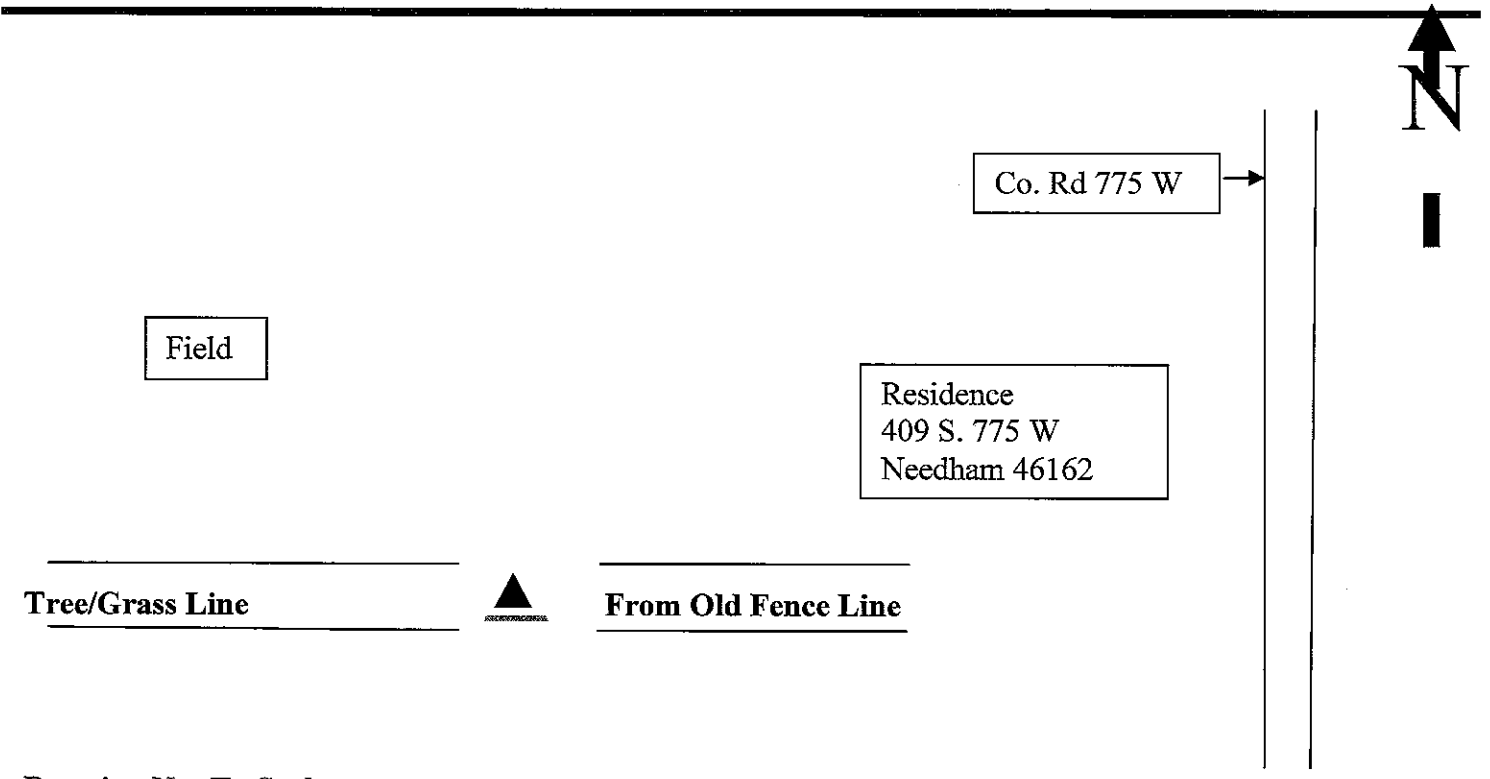 N
Co. Rd 775 W
Field
Residence
409 S. 775 W
Needham 46162
Tree/Grass Line
From Old Fence Line